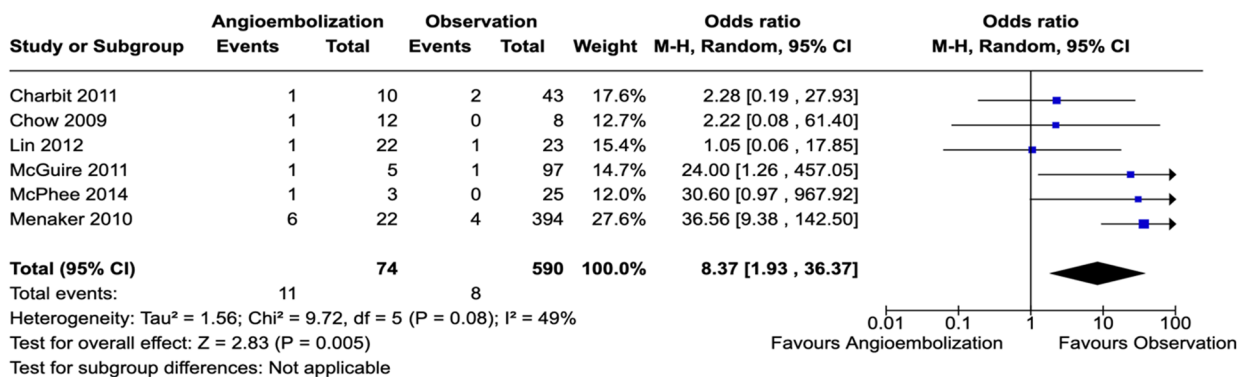 Angioembolization Observation Odds ratio Odds ratio
Study or Subgroup Events Total Events Total Weight M-H, Random, 95% CI M-H, Random, 95% CI
Charbit 2011 1 10 2 43 17.6% 2.28 [0.19 , 27.93]
Chow 2009 1 12 0 8 12.7% 2.22 [0.08 , 61.40]
Lin 2012 1 22 1 23 15.4% 1.05 [0.06 , 17.85]
McGuire 2011 1 5 1 97 14.7% 24.00 [1.26 , 457.05]
McPhee 2014 1 3 0 25 12.0% 30.60 [0.97 , 967.92]
Menaker 2010 6 22 4 394 27.6% 36.56 [9.38 , 142.50]
Total (95% CI) 74 590 100.0% 8.37 [1.93 , 36.37]
Total events: 11 8
Heterogeneity: Tau² = 1.56; Chi² = 9.72, df = 5 (P = 0.08); I² = 49%
0.01 0.1 1 10 100
Test for overall effect: Z = 2.83 (P = 0.005)
Favours Angioembolization Favours Observation
Test for subgroup differences: Not applicable